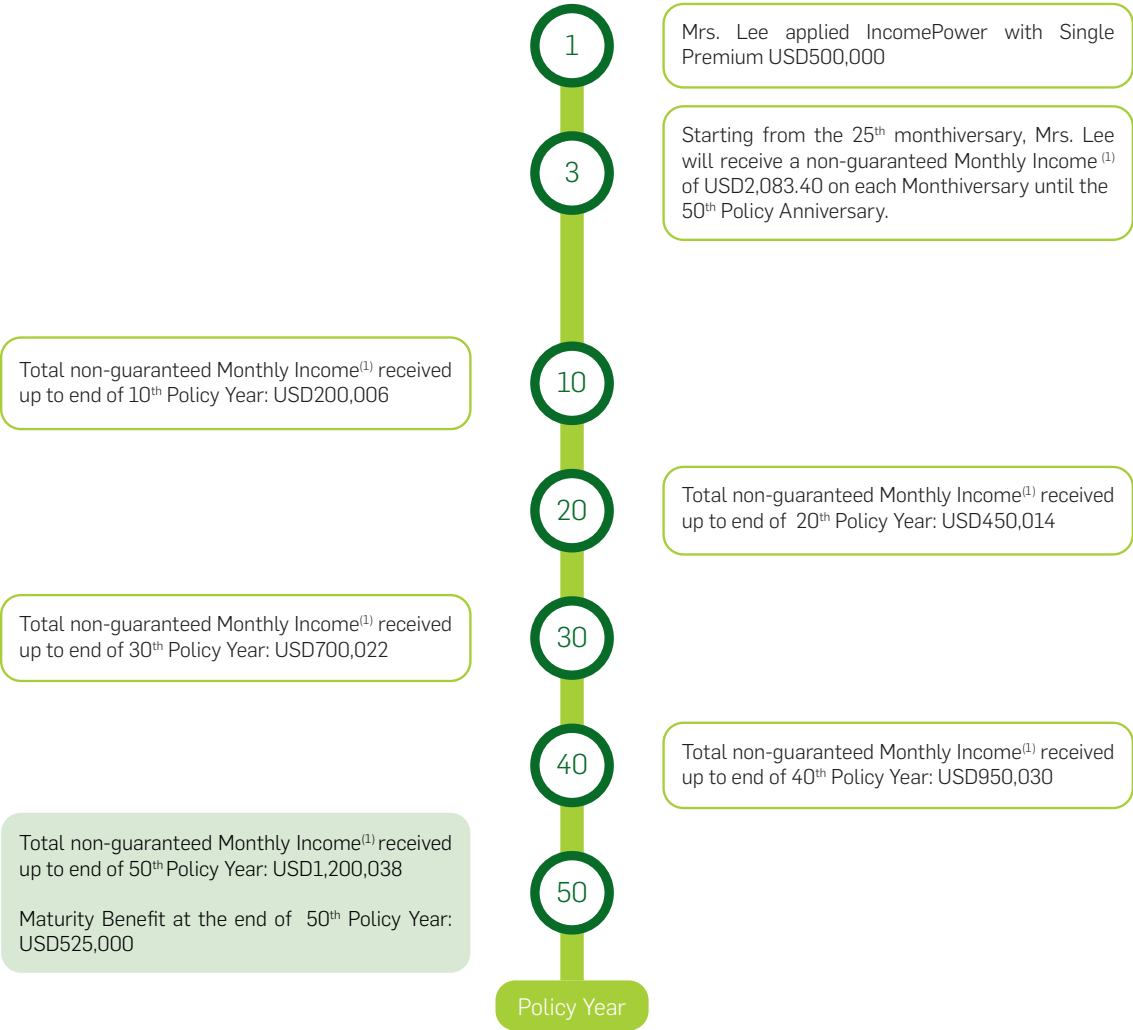 1
Mrs. Lee applied IncomePower with Single
Premium USD500,000
3
Starting from the 25th monthiversary, Mrs. Lee
will receive a non-guaranteed Monthly Income (1)
of USD2,083.40 on each Monthiversary until the
50th Policy Anniversary.
Total non-guaranteed Monthly Income(1) received
up to end of 10th Policy Year: USD200,006
10
20
Total non-guaranteed Monthly Income(1) received
up to end of 20th Policy Year: USD450,014
Total non-guaranteed Monthly Income(1) received
up to end of 30th Policy Year: USD700,022
30
40
Total non-guaranteed Monthly Income(1) received
up to end of 40th Policy Year: USD950,030
Total non-guaranteed Monthly Income(1) received
up to end of 50th Policy Year: USD1,200,038
Maturity Benefit at the end of 50th Policy Year:
USD525,000
50
Policy Year